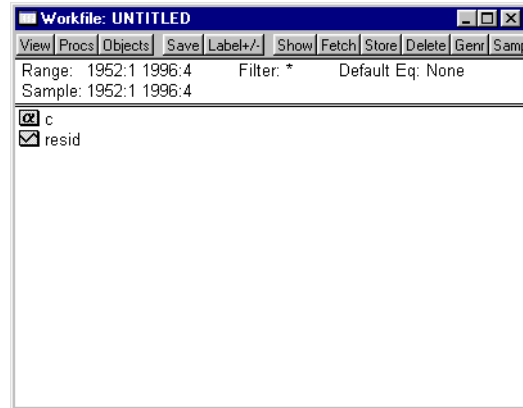 Workfile: UNTITLED
View Procs Objects Save Label+/- Show Fetch Store Delete Genr Sam
Range: 1952:1 1996:4 Filter: * Default Eq: None
Sample: 1952:1 1996:4
α c
resid